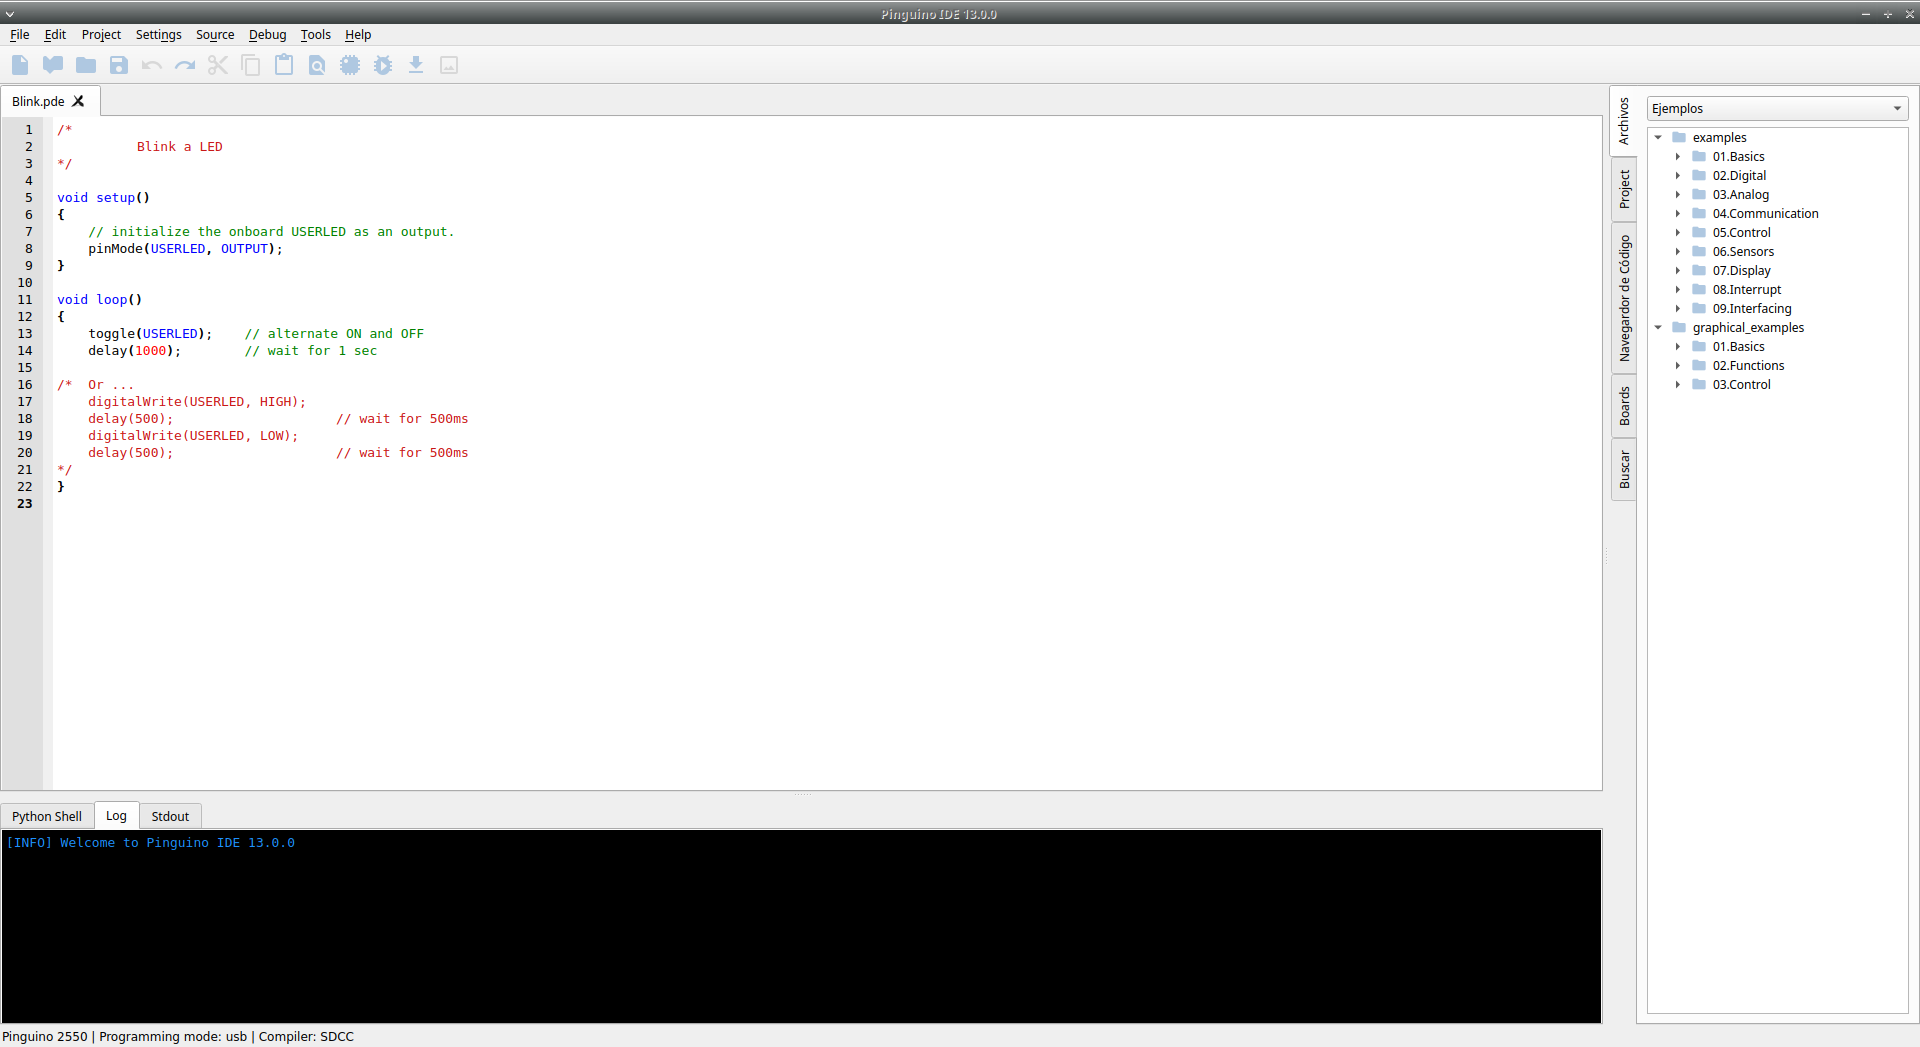 Pinguino IDE 13.0.0
File Edit Project Settings Source Debug Tools Help
Blink.pde
1 /*
2 Blink a LED
3 */
4
5 void setup()
6 {
7 // initialize the onboard USERLED as an output.
8 pinMode(USERLED, OUTPUT);
9 }
10
11 void loop()
12 {
13 toggle(USERLED); // alternate ON and OFF
14 delay(1000); // wait for 1 sec
15
16 /* Or ...
17 digitalWrite(USERLED, HIGH);
18 delay(500); // wait for 500ms
19 digitalWrite(USERLED, LOW);
20 delay(500); // wait for 500ms
21 */
22 }
23
Python Shell Log Stdout
[INFO] Welcome to Pinguino IDE 13.0.0
Archivos
Project
Navegardor de Código
Boards
Buscar
Ejemplos
examples
01.Basics
02.Digital
03.Analog
04.Communication
05.Control
06.Sensors
07.Display
08.Interrupt
09.Interfacing
graphical_examples
01.Basics
02.Functions
03.Control
Pinguino 2550 | Programming mode: usb | Compiler: SDCC